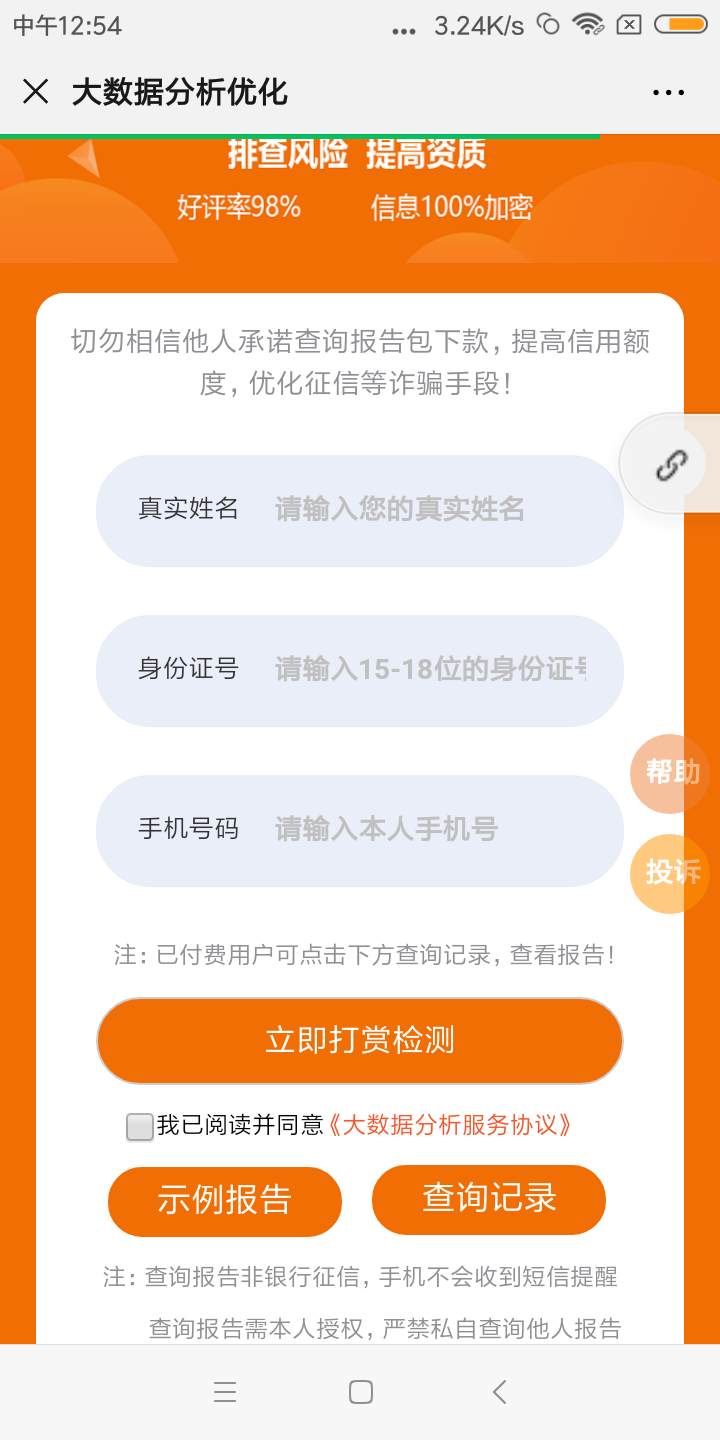 中午12:54
... 3.24K/s
大数据分析优化
排查风险 提高资质
好评率98% 信息100%加密
切勿相信他人承诺查询报告包下款，提高信用额
度，优化征信等诈骗手段！
真实姓名 请输入您的真实姓名
身份证号 请输入15-18位的身份证号
帮助
手机号码 请输入本人手机号
投诉
注：已付费用户可点击下方查询记录，查看报告！
立即打赏检测
我已阅读并同意《大数据分析服务协议》
示例报告 查询记录
注：查询报告非银行征信，手机不会收到短信提醒
查询报告需本人授权，严禁私自查询他人报告